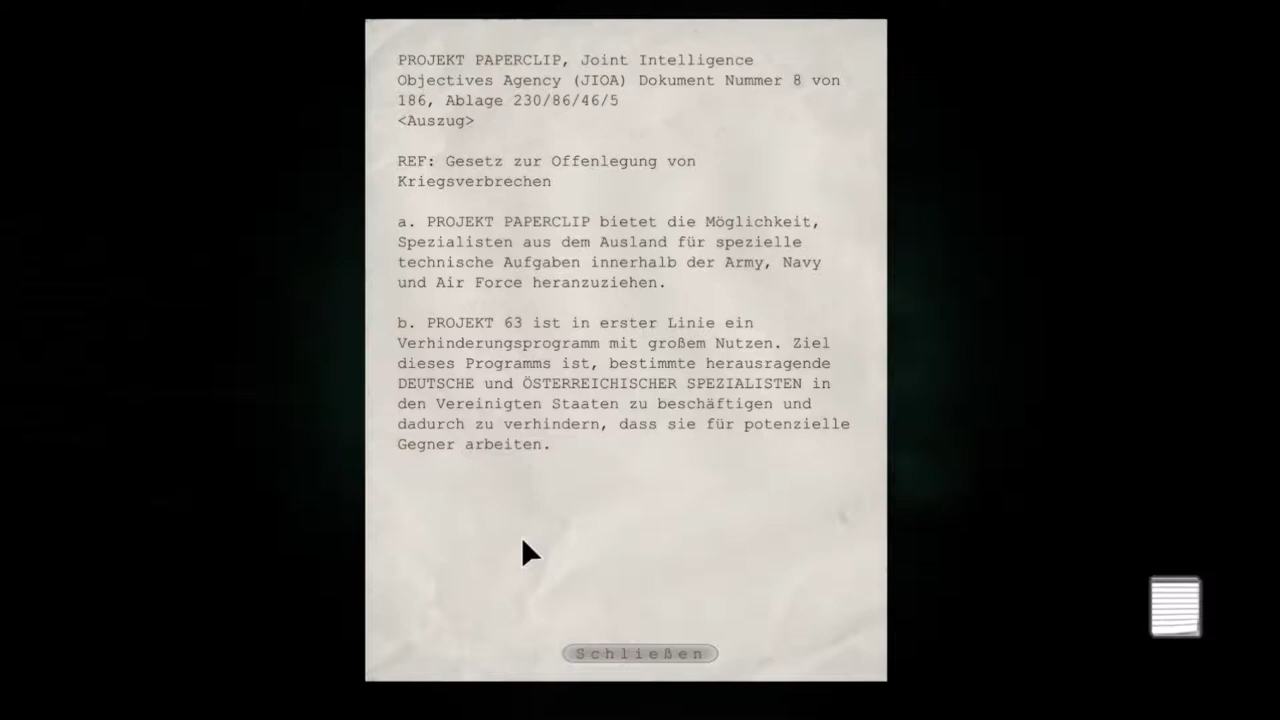 PROJEKT PAPERCLIP, Joint Intelligence
Objectives Agency (JIOA) Dokument Nummer 8 von
186, Ablage 230/86/46/5
<Auszug>
REF: Gesetz zur Offenlegung von
Kriegsverbrechen
a. PROJEKT PAPERCLIP bietet die Möglichkeit,
Spezialisten aus dem Ausland für spezielle
technische Aufgaben innerhalb der Army, Navy
und Air Force heranzuziehen.
b. PROJEKT 63 ist in erster Linie ein
Verhinderungsprogramm mit großem Nutzen. Ziel
dieses Programms ist, bestimmte herausragende
DEUTSCHE und ÖSTERREICHISCHER SPEZIALISTEN in
den Vereinigten Staaten zu beschäftigen und
dadurch zu verhindern, dass sie für potenzielle
Gegner arbeiten.
Schließen